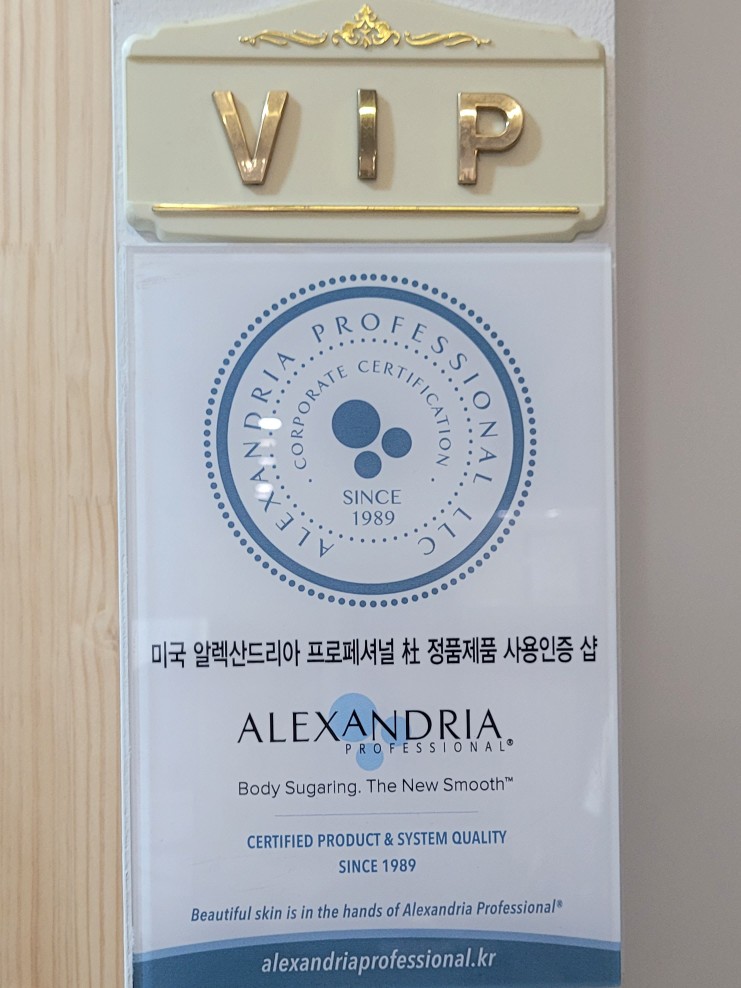 VIP
ALEXANDRIA PROFESSIONAL LLC
CORPORATE CERTIFICATION
SINCE
1989
미국 알렉산드리아 프로페셔널 社 정품제품 사용인증 샵
ALEXANDRIA
PROFESSIONAL®
Body Sugaring. The New Smooth™
CERTIFIED PRODUCT & SYSTEM QUALITY
SINCE 1989
Beautiful skin is in the hands of Alexandria Professional®
alexandriaprofessional.kr